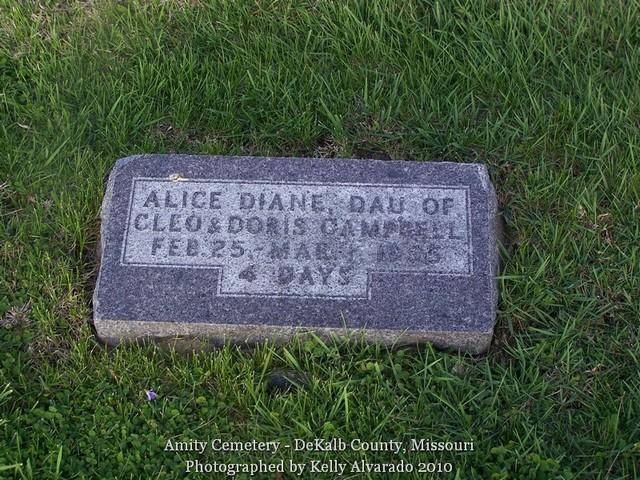 ALICE DIANE, DAU OF
CLEO & DORIS CAMPBELL
FEB. 25.-MAR. 1
4 DAYS
Amity Cemetery - DeKalb County, Missouri
Photographed by Kelly Alvarado 2010